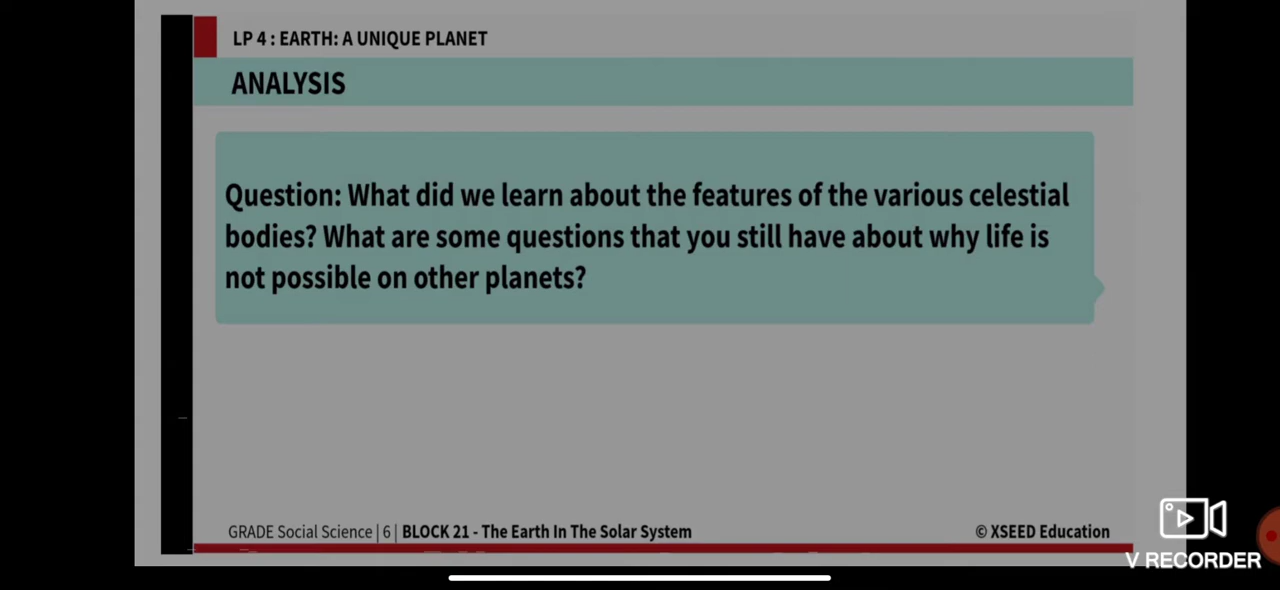 LP 4 : EARTH: A UNIQUE PLANET
ANALYSIS
Question: What did we learn about the features of the various celestial
bodies? What are some questions that you still have about why life is
not possible on other planets?
GRADE Social Science | 6 | BLOCK 21 - The Earth In The Solar System
© XSEED Education
V RECORDER